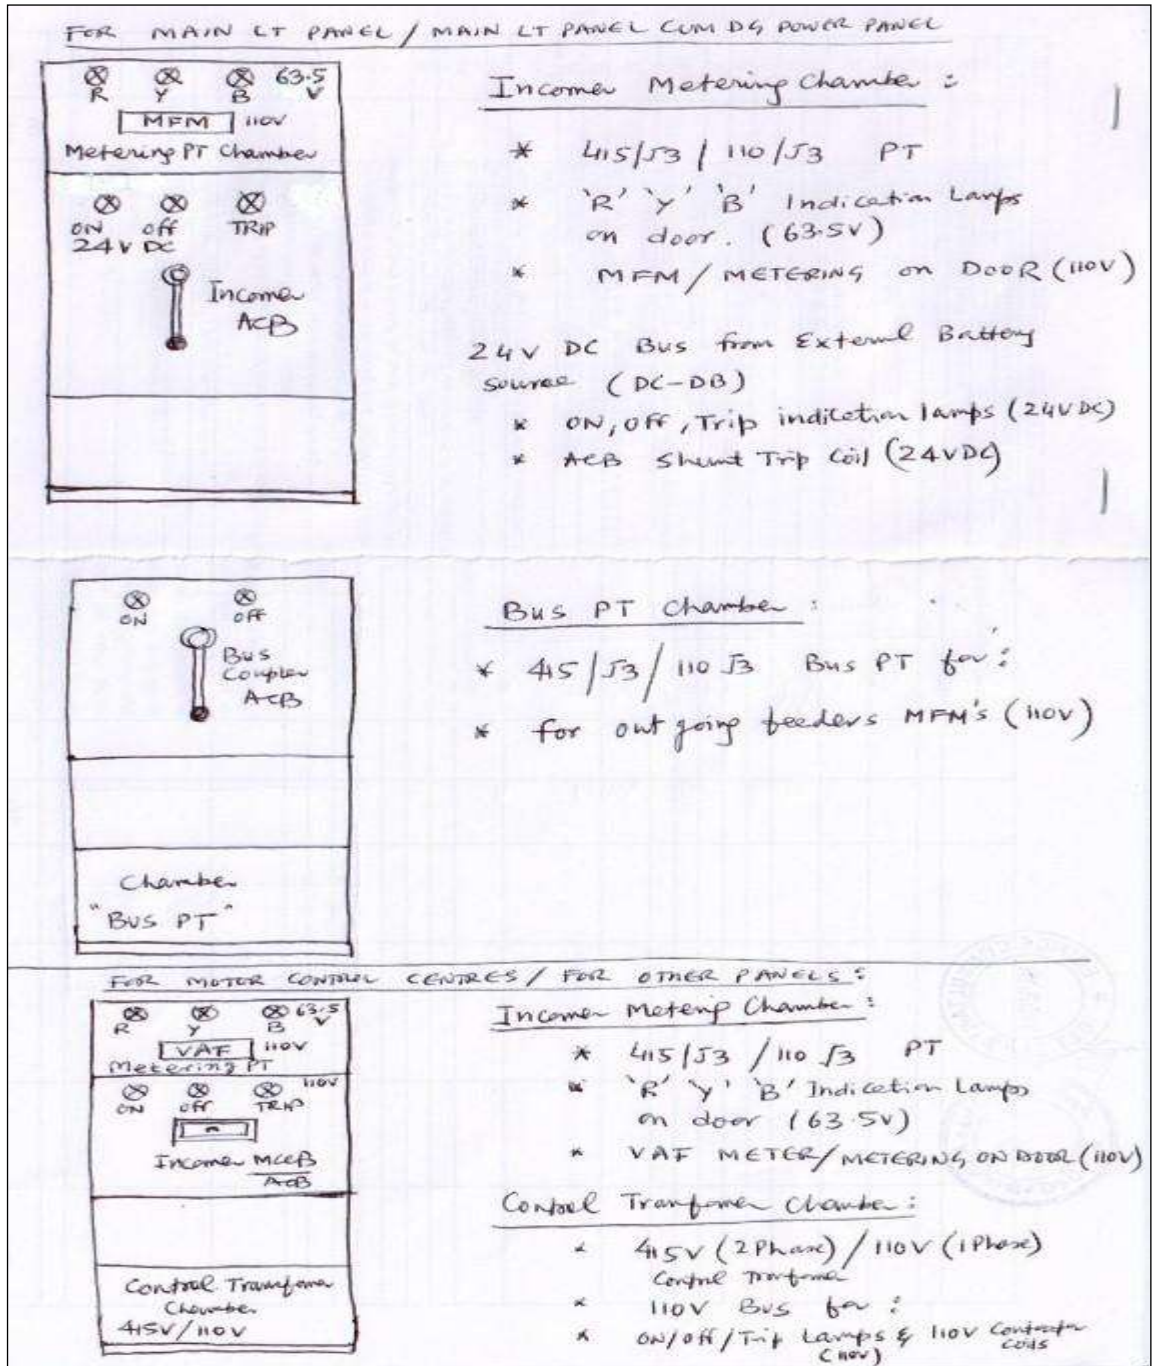 FOR MAIN LT PANEL / MAIN LT PANEL CUM DG POWER PANEL
R Y B 63.5 V
MFM 110V
Metering PT Chamber
ON OFF TRIP
24V DC
Incomer
ACB
Incomer Metering Chamber :
* 415/√3 / 110/√3 PT
* 'R' 'Y' 'B' Indication Lamps
on door. (63.5V)
* MFM / METERING on DOOR (110V)
24V DC Bus from External Battery
source (DC-DB)
* ON, OFF, Trip indication lamps (24V DC)
* ACB Shunt Trip Coil (24V DC)
ON OFF
Bus
Coupler
ACB
Chamber
"BUS PT"
Bus PT Chamber :
* 415/√3/110 √3 Bus PT for :
* for out going feeders MFM's (110V)
FOR MOTOR CONTROL CENTRES / FOR OTHER PANELS :
R Y B 63.5 V
VAF 110V
Metering PT
ON OFF TRIP 110V
Incomer MCCB
ACB
Control Transformer
Chamber
415V/110V
Incomer Metering Chamber :
* 415/√3 /110 √3 PT
* 'R' 'Y' 'B' Indication Lamps
on door (63.5V)
* VAF METER/METERING ON DOOR (110V)
Control Tranfomer Chamber :
* 415V (2 Phase) / 110V (1 Phase)
Control Tranfomer
* 110V Bus for :
* ON/OFF/Trip Lamps & 110V Contactor
(110V) Coils